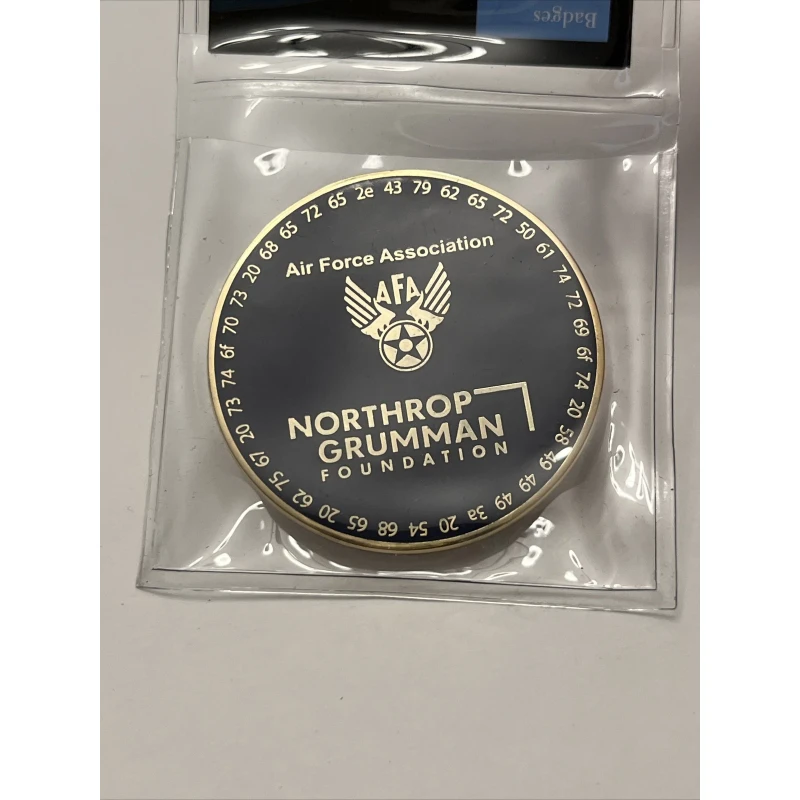 Badges
43 79 62 65 72 50 61 74 72 69 6f 74 20 58 49 49 49 49 3a 20 54 68 65 20 62 75 67 20 73 74 6f 70 73 20 68 65 72 65 2e
Air Force Association
AFA
NORTHROP
GRUMMAN
FOUNDATION